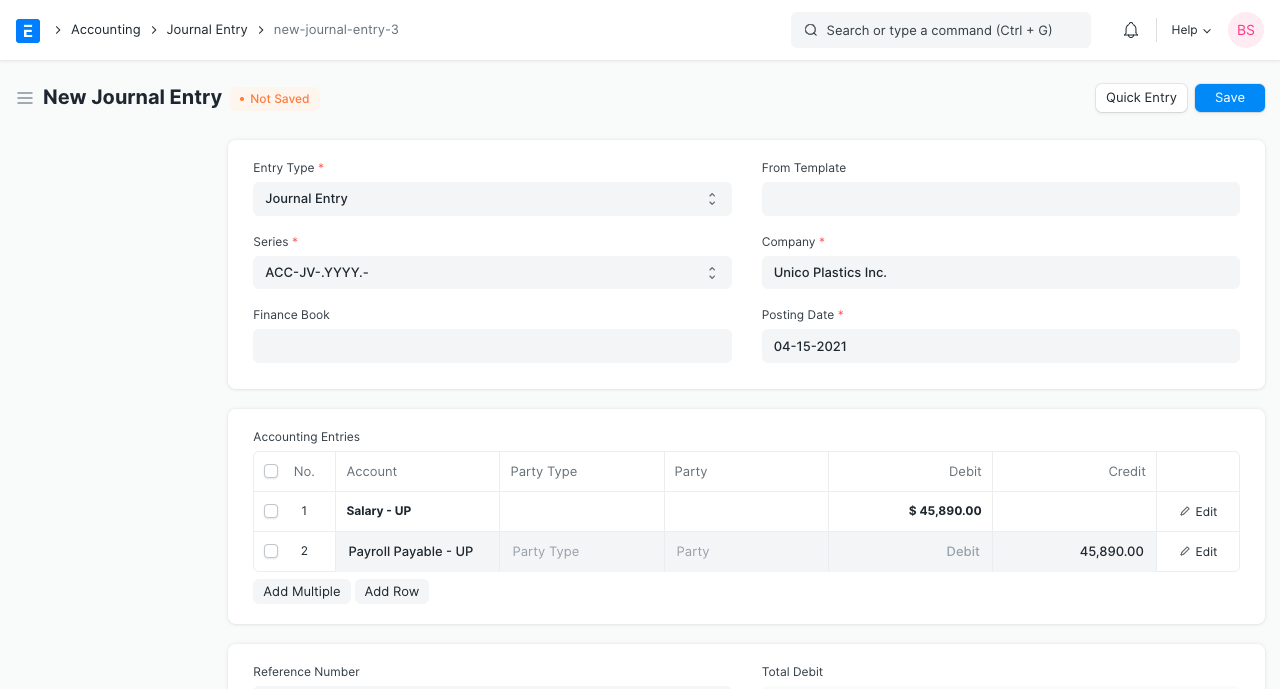 E
Accounting
Journal Entry
new-journal-entry-3
Search or type a command (Ctrl + G)
Help
BS
New Journal Entry
Not Saved
Quick Entry
Save
Entry Type *
From Template
Journal Entry
Series *
Company *
ACC-JV-.YYYY.-
Unico Plastics Inc.
Finance Book
Posting Date *
04-15-2021
Accounting Entries
No. Account Party Type Party Debit Credit
1 Salary - UP $ 45,890.00 Edit
2 Payroll Payable - UP Party Type Party Debit 45,890.00 Edit
Add Multiple
Add Row
Reference Number
Total Debit